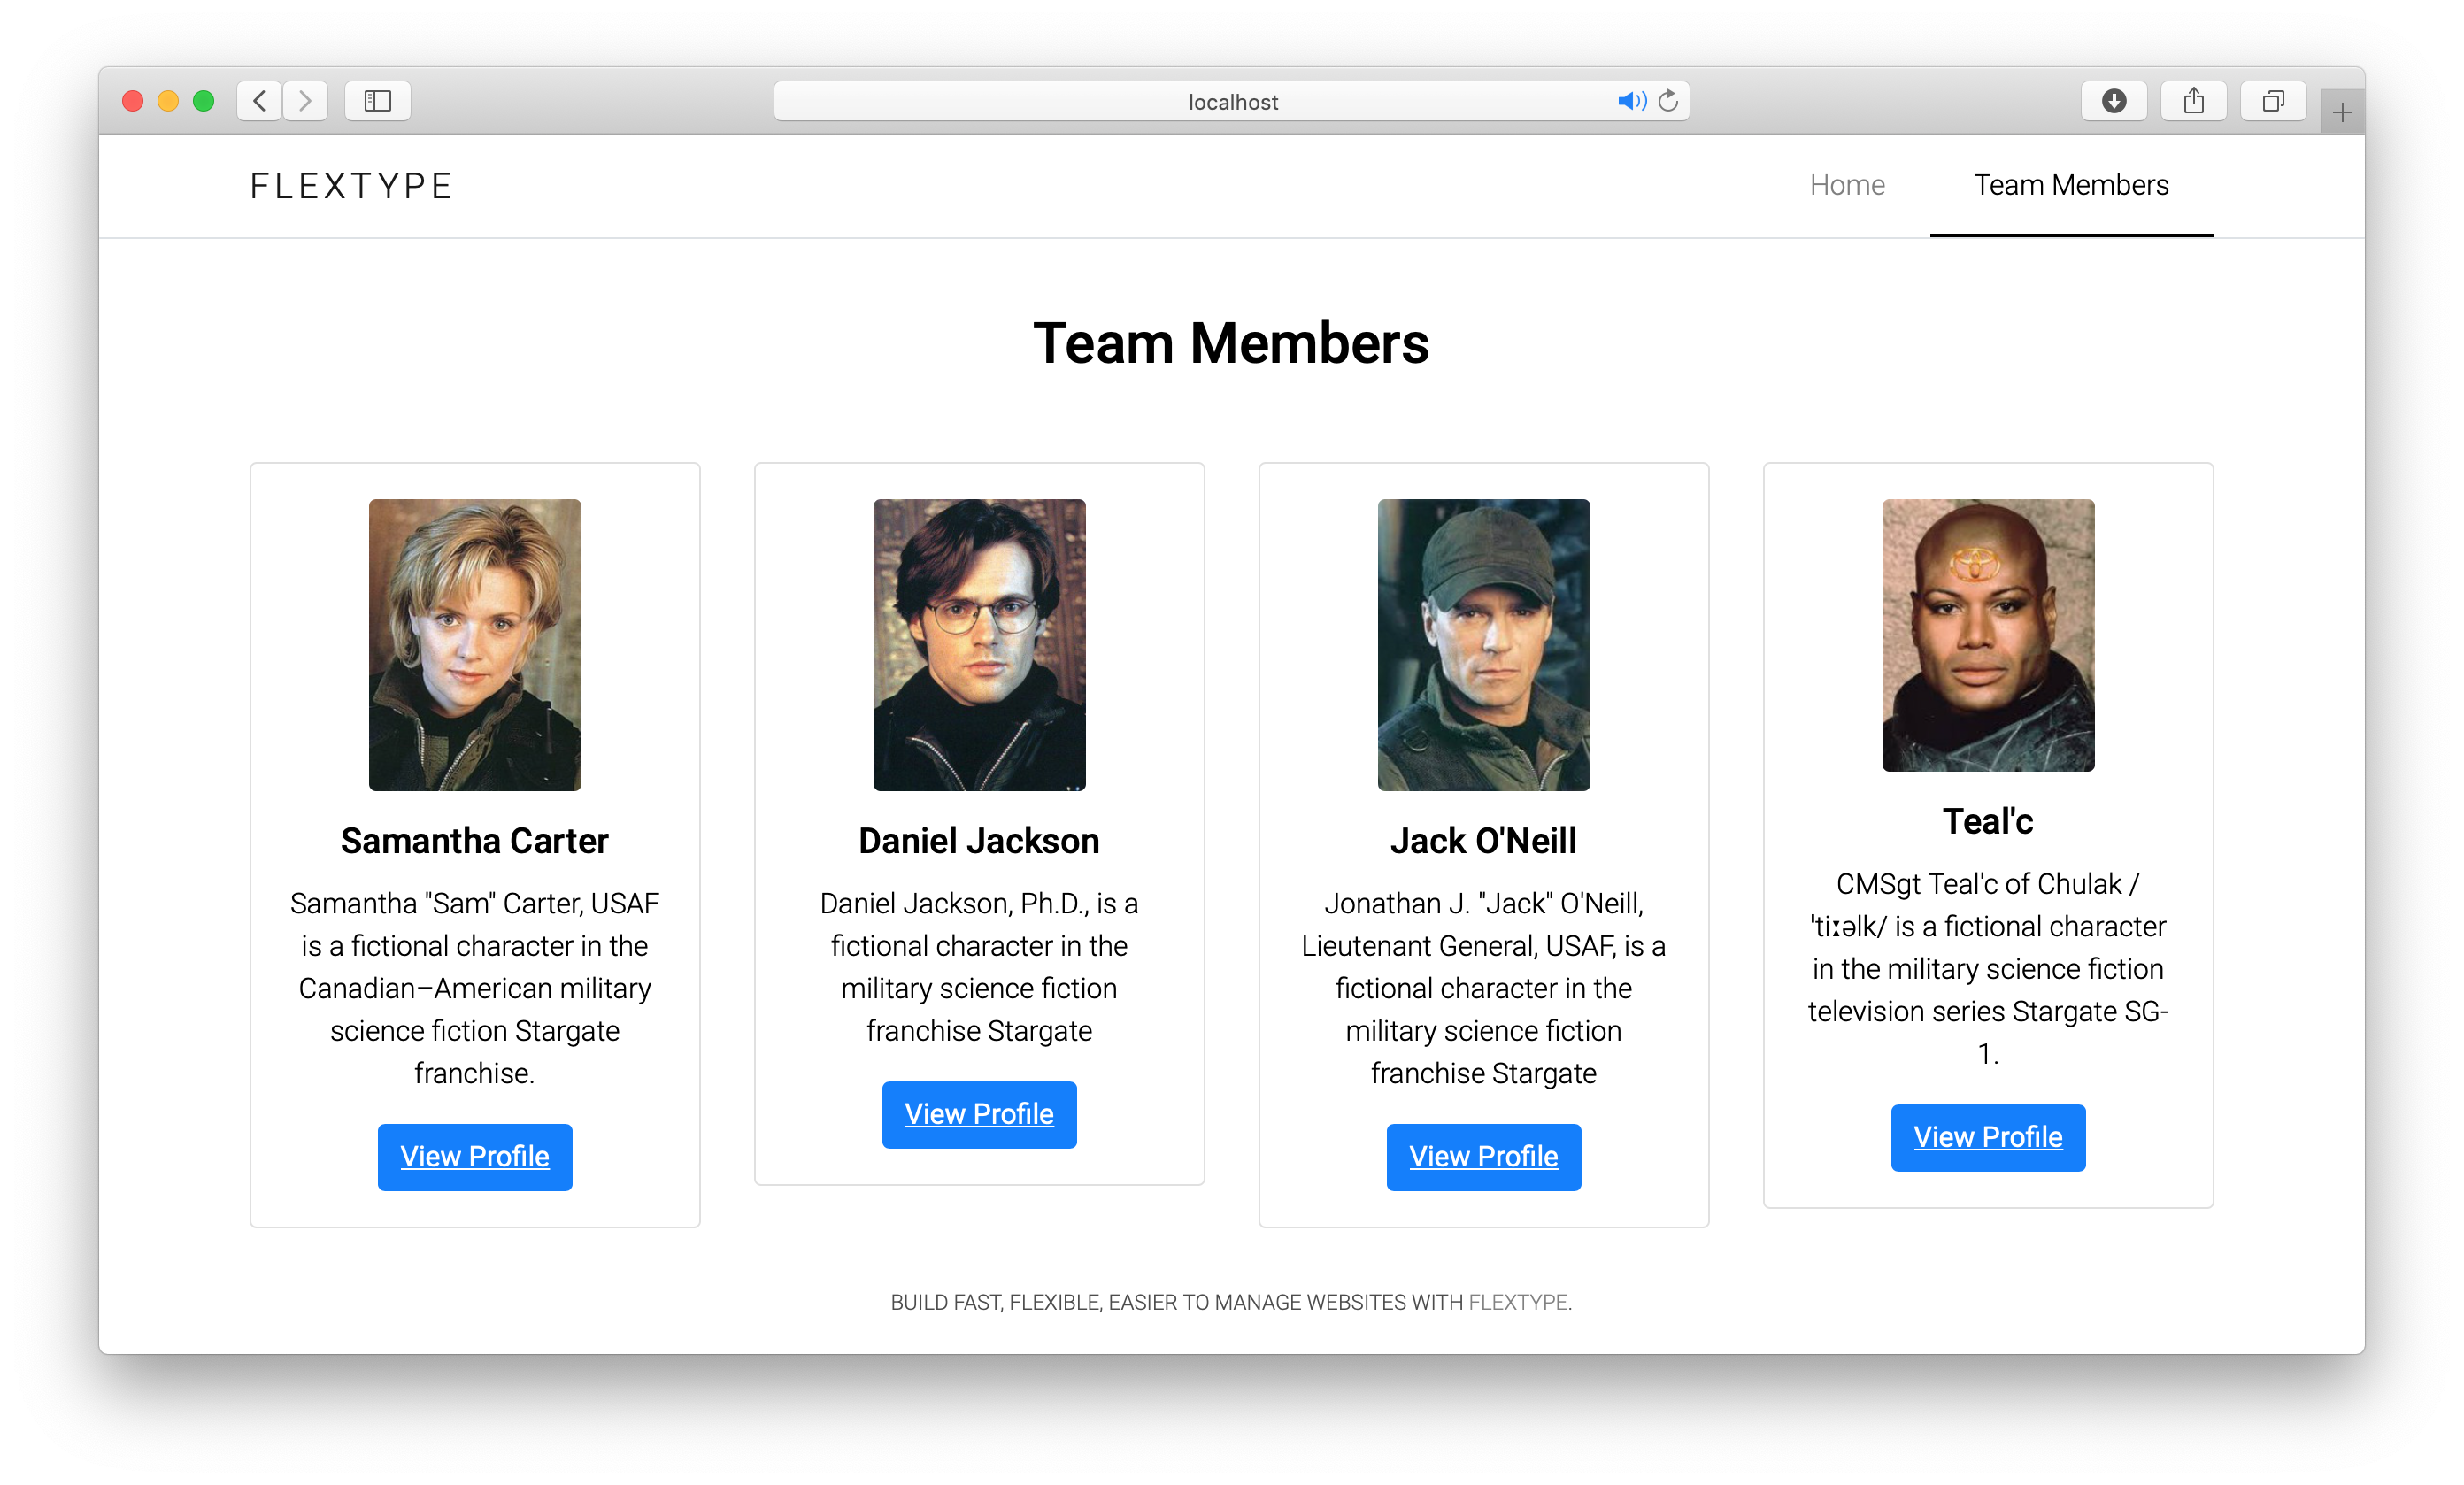 localhost
FLEXTYPE
Home
Team Members
Team Members
Samantha Carter
Samantha "Sam" Carter, USAF
is a fictional character in the
Canadian–American military
science fiction Stargate
franchise.
View Profile
Daniel Jackson
Daniel Jackson, Ph.D., is a
fictional character in the
military science fiction
franchise Stargate
View Profile
Jack O'Neill
Jonathan J. "Jack" O'Neill,
Lieutenant General, USAF, is a
fictional character in the
military science fiction
franchise Stargate
View Profile
Teal'c
CMSgt Teal'c of Chulak /
ˈtiːəlk/ is a fictional character
in the military science fiction
television series Stargate SG-
1.
View Profile
BUILD FAST, FLEXIBLE, EASIER TO MANAGE WEBSITES WITH FLEXTYPE.